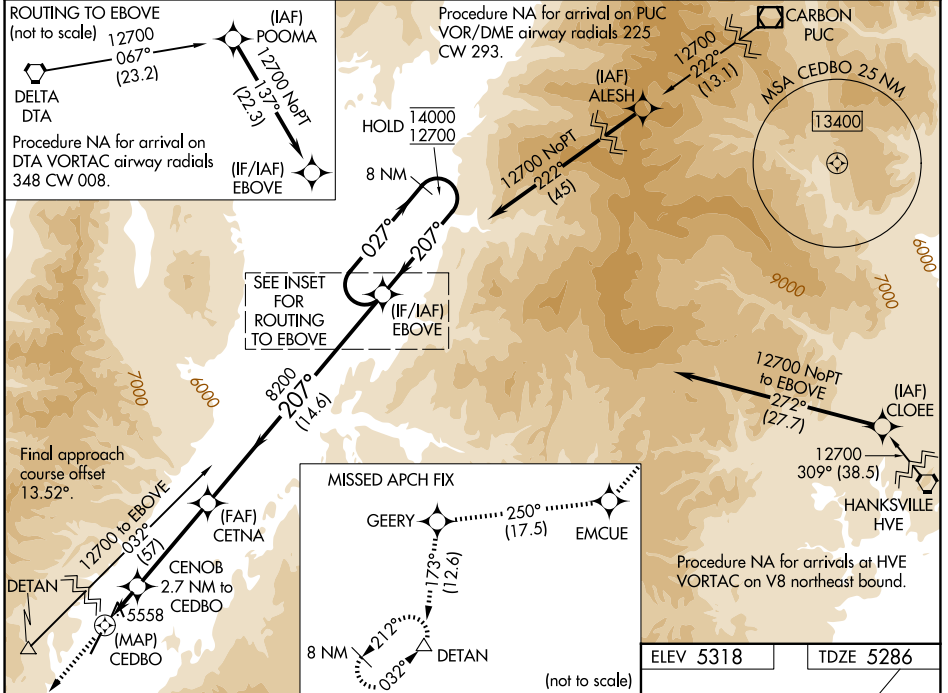 ROUTING TO EBOVE
(not to scale)
12700
067°
(23.2)
(IAF)
POOMA
DELTA
DTA
12700 NoPT
137°
(22.3)
Procedure NA for arrival on
DTA VORTAC airway radials
348 CW 008.
(IF/IAF)
EBOVE
Procedure NA for arrival on PUC
VOR/DME airway radials 225
CW 293.
CARBON
PUC
12700
222°
(13.1)
(IAF)
ALESH
MSA CEDBO 25 NM
13400
HOLD
14000
12700
8 NM
12700 NoPT
222°
(45)
027°
207°
SEE INSET
FOR
ROUTING
TO EBOVE
(IF/IAF)
EBOVE
6000
9000
7000
8200
207°
(14.6)
7000
6000
12700 NoPT
to EBOVE
272°
(27.7)
(IAF)
CLOEE
12700
309° (38.5)
HANKSVILLE
HVE
Final approach
course offset
13.52°.
12700 to EBOVE
032°
(57)
(FAF)
CETNA
CENOB
2.7 NM to
CEDBO
DETAN
5558
(MAP)
CEDBO
MISSED APCH FIX
GEERY
250°
(17.5)
EMCUE
173°
(12.6)
212°
8 NM
032°
DETAN
(not to scale)
Procedure NA for arrivals at HVE
VORTAC on V8 northeast bound.
ELEV 5318
TDZE 5286